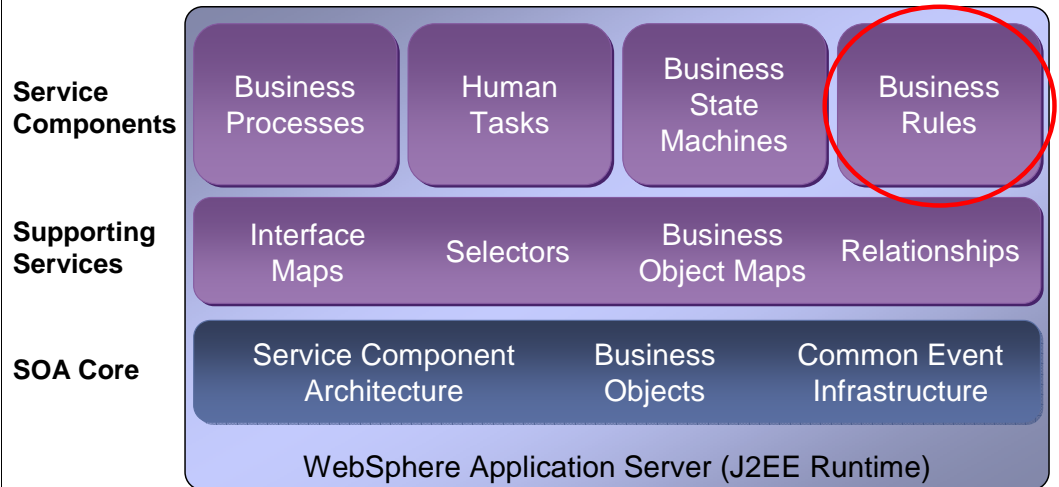 Service
Components
Business
Processes
Human
Tasks
Business
State
Machines
Business
Rules
Supporting
Services
Interface
Maps
Selectors
Business
Object Maps
Relationships
SOA Core
Service Component
Architecture
Business
Objects
Common Event
Infrastructure
WebSphere Application Server (J2EE Runtime)